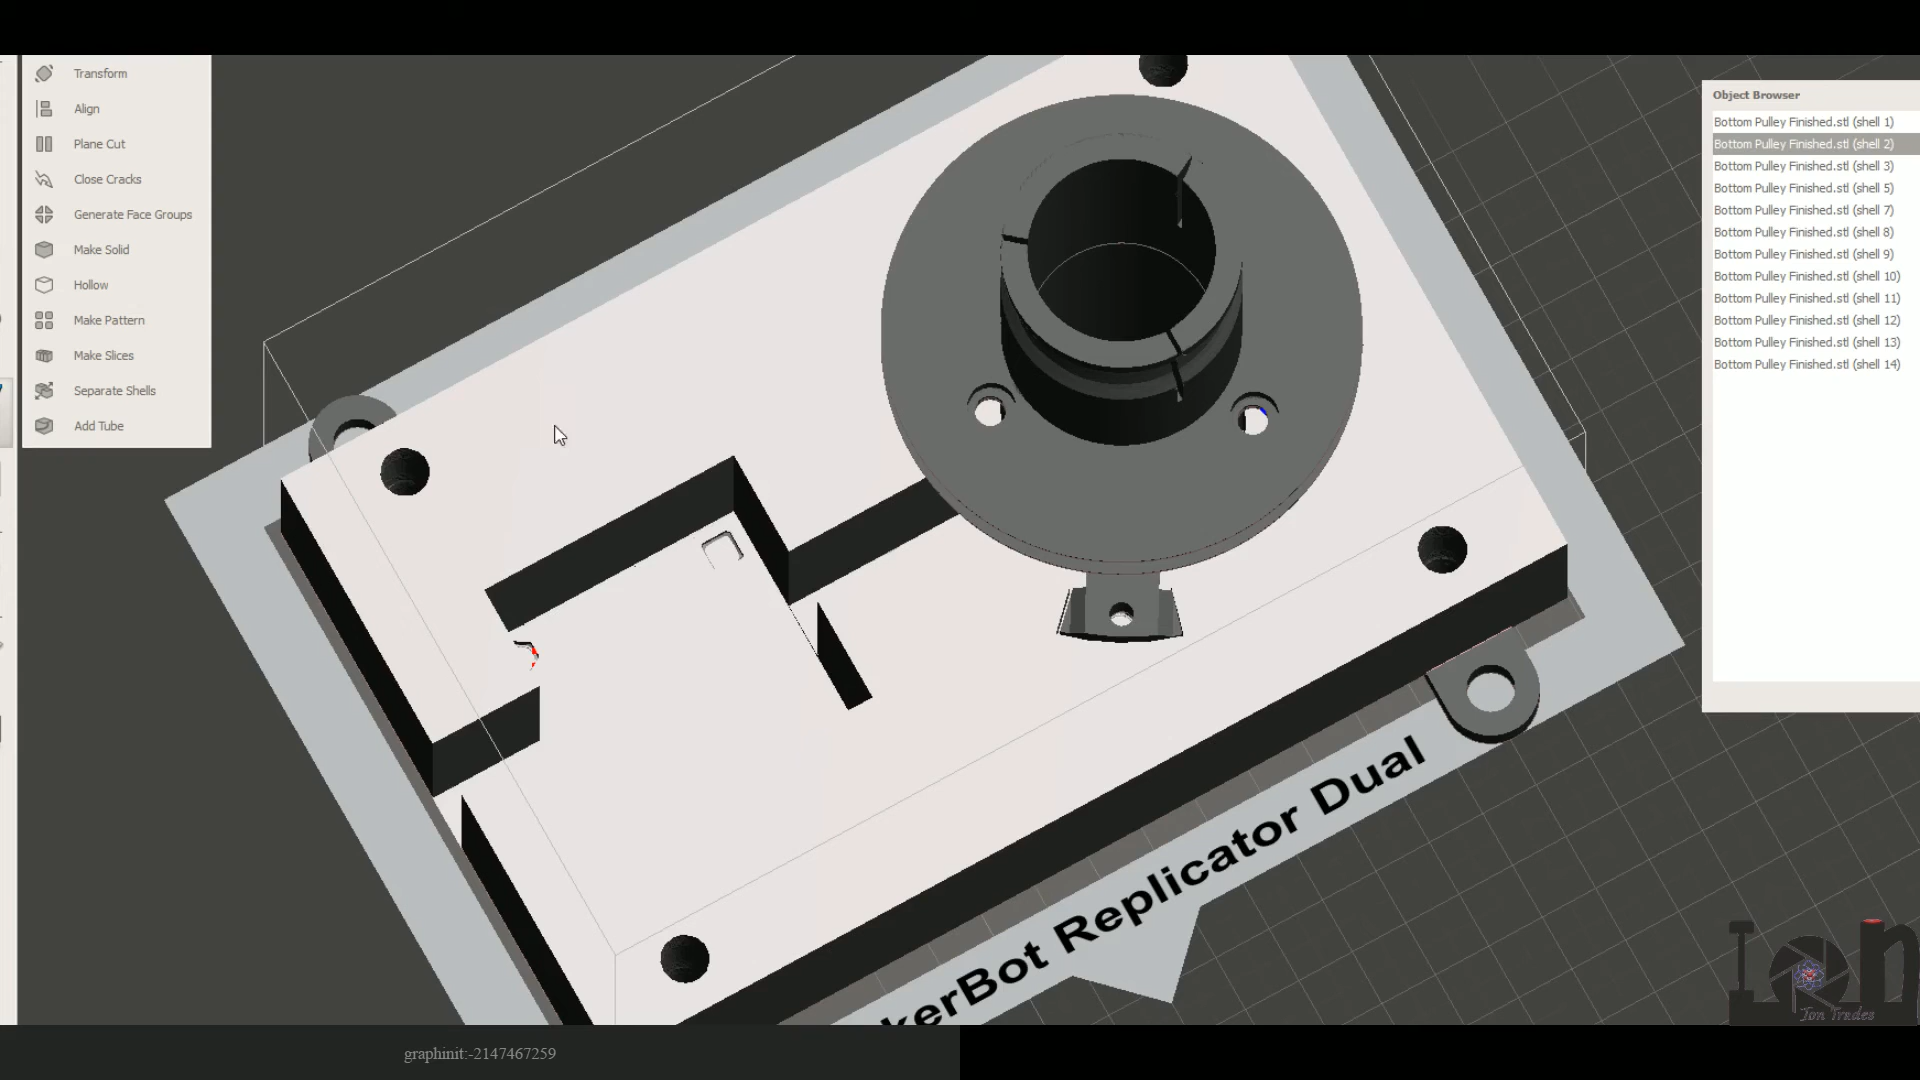 Transform
Align
Plane Cut
Close Cracks
Generate Face Groups
Make Solid
Hollow
Make Pattern
Make Slices
Separate Shells
Add Tube
Object Browser
Bottom Pulley Finished.stl (shell 1)
Bottom Pulley Finished.stl (shell 2)
Bottom Pulley Finished.stl (shell 3)
Bottom Pulley Finished.stl (shell 5)
Bottom Pulley Finished.stl (shell 7)
Bottom Pulley Finished.stl (shell 8)
Bottom Pulley Finished.stl (shell 9)
Bottom Pulley Finished.stl (shell 10)
Bottom Pulley Finished.stl (shell 11)
Bottom Pulley Finished.stl (shell 12)
Bottom Pulley Finished.stl (shell 13)
Bottom Pulley Finished.stl (shell 14)
kerBot Replicator Dual
Ion
Ion Trades
graphinit:-2147467259